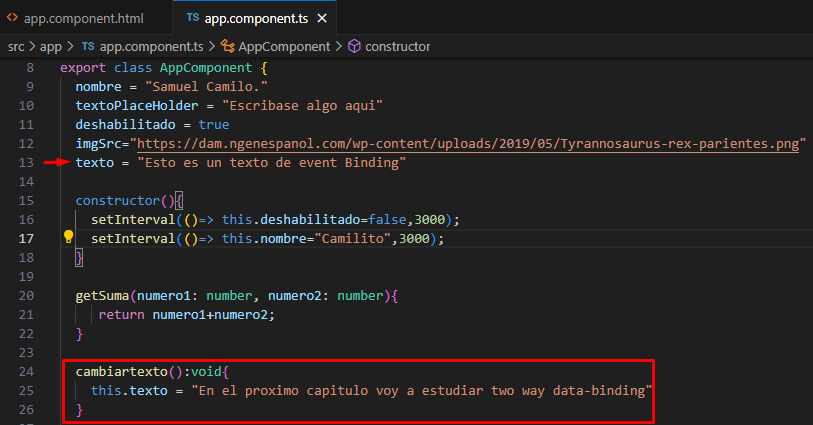 <> app.component.html TS app.component.ts ×
src > app > TS app.component.ts > AppComponent > constructor
8 export class AppComponent {
9 nombre = "Samuel Camilo."
10 textoPlaceHolder = "Escribase algo aqui"
11 deshabilitado = true
12 imgSrc="https://dam.ngenespanol.com/wp-content/uploads/2019/05/Tyrannosaurus-rex-parientes.png"
13 texto = "Esto es un texto de event Binding"
14
15 constructor(){
16 setInterval(()=> this.deshabilitado=false,3000);
17 setInterval(()=> this.nombre="Camilito",3000);
18 }
19
20 getSuma(numero1: number, numero2: number){
21 return numero1+numero2;
22 }
23
24 cambiartexto():void{
25 this.texto = "En el proximo capitulo voy a estudiar two way data-binding"
26 }